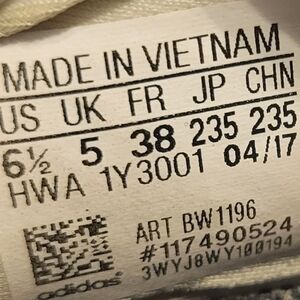 MADE IN VIETNAM
US UK FR JP CHN
6½ 5 38 235 235
HWA 1Y3001 04/17
ART BW1196
#117490524
3WYJ8WY100194
adidas